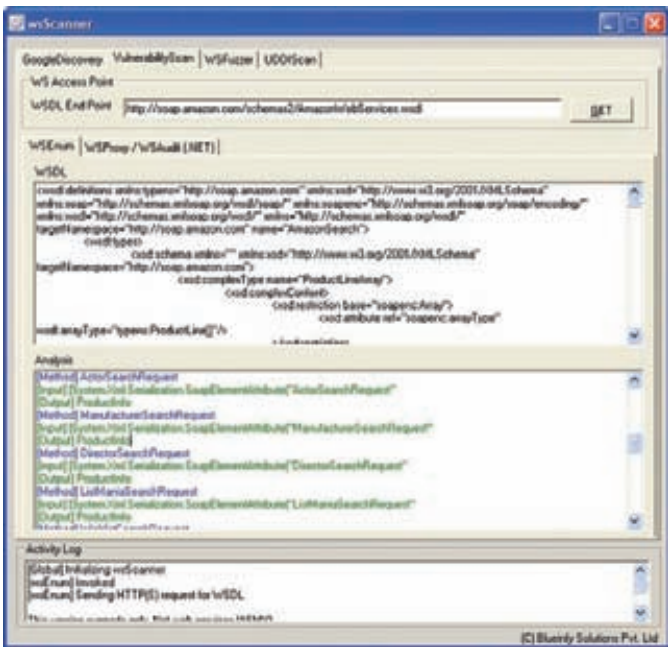 wsScanner
GoogleDiscovery VulnerabilityScan WSFuzzer UDDIScan
WS Access Point
WSDL End Point http://soap.amazon.com/schemas2/AmazonWebServices.wsdl GET
WSEnum WSProxy / WSAudit (.NET)
WSDL
<wsdl:definitions xmlns:typens="http://soap.amazon.com" xmlns:xsd="http://www.w3.org/2001/XMLSchema"
xmlns:soap="http://schemas.xmlsoap.org/wsdl/soap/" xmlns:soapenc="http://schemas.xmlsoap.org/soap/encoding/"
xmlns:wsdl="http://schemas.xmlsoap.org/wsdl/" xmlns="http://schemas.xmlsoap.org/wsdl/"
targetNamespace="http://soap.amazon.com" name="AmazonSearch">
<wsdl:types>
<xsd:schema xmlns="" xmlns:xsd="http://www.w3.org/2001/XMLSchema"
targetNamespace="http://soap.amazon.com">
<xsd:complexType name="ProductLineArray">
<xsd:complexContent>
<xsd:restriction base="soapenc:Array">
<xsd:attribute ref="soapenc:arrayType"
wsdl:arrayType="typens:ProductLine[]"/>
Analysis
[Method] ActorSearchRequest
[Input] [System.Xml.Serialization.SoapElementAttribute("ActorSearchRequest"
[Output] ProductInfo
[Method] ManufacturerSearchRequest
[Input] [System.Xml.Serialization.SoapElementAttribute("ManufacturerSearchRequest"
[Output] ProductInfo
[Method] DirectorSearchRequest
[Input] [System.Xml.Serialization.SoapElementAttribute("DirectorSearchRequest"
[Output] ProductInfo
[Method] ListManiaSearchRequest
[Input] [System.Xml.Serialization.SoapElementAttribute("ListManiaSearchRequest"
[Output] ProductInfo
Activity Log
[Global] Initializing wsScanner
[wsEnum] Invoked
[wsEnum] Sending HTTP(S) request for WSDL
(C) Blueinfy Solutions Pvt. Ltd